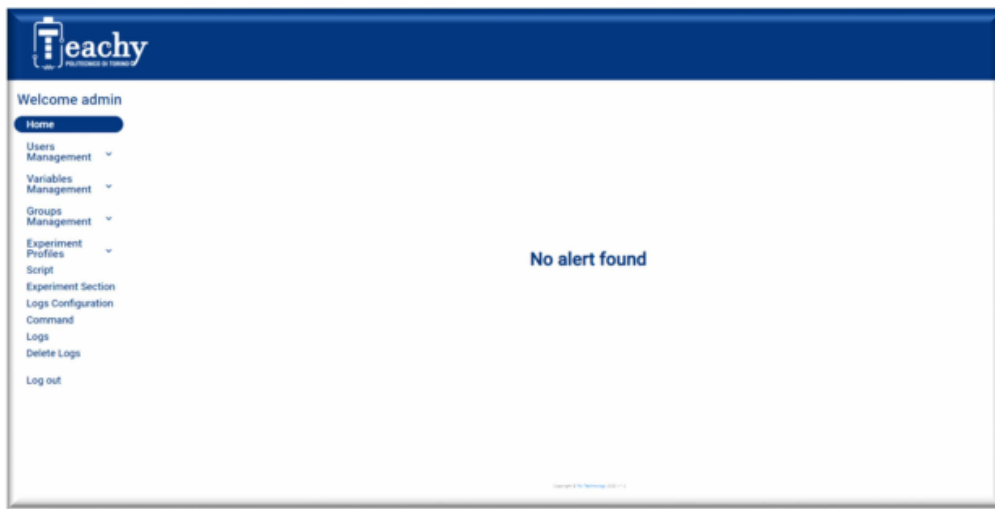 Teachy
POLITECNICO DI TORINO
Welcome admin
Home
Users
Management
Variables
Management
Groups
Management
Experiment
Profiles
Script
Experiment Section
Logs Configuration
Command
Logs
Delete Logs
Log out
No alert found
Copyright ©